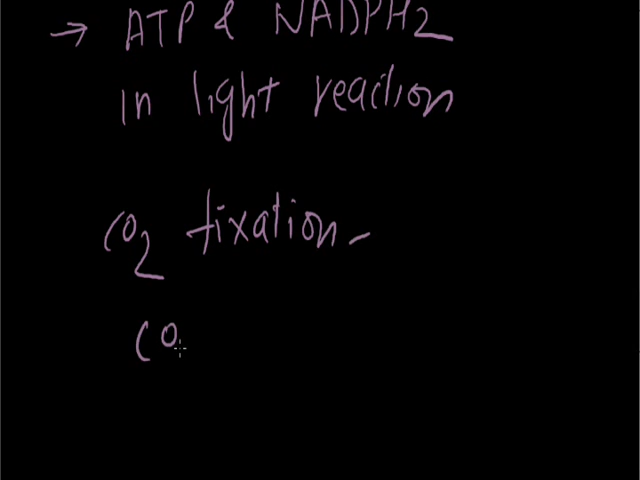 → ATP & NADPH2
in light reaction
CO2 fixation -
CO